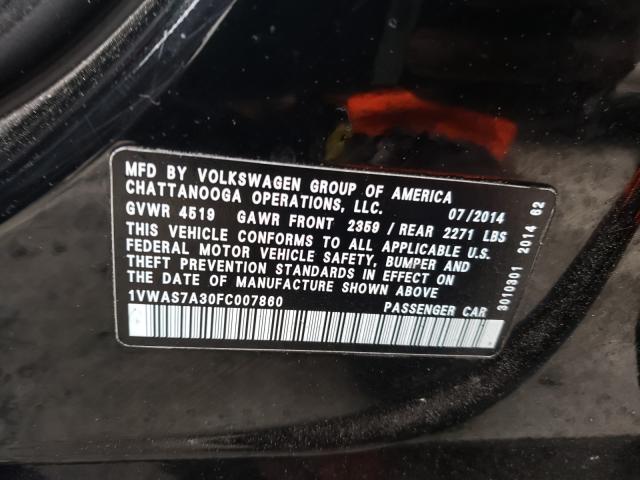 MFD BY VOLKSWAGEN GROUP OF AMERICA
CHATTANOOGA OPERATIONS, LLC. 07/2014
GVWR 4519 GAWR FRONT 2359 / REAR 2271 LBS
THIS VEHICLE CONFORMS TO ALL APPLICABLE U.S.
FEDERAL MOTOR VEHICLE SAFETY, BUMPER AND
THEFT PREVENTION STANDARDS IN EFFECT ON
THE DATE OF MANUFACTURE SHOWN ABOVE
1VWAS7A30FC007860 PASSENGER CAR
3010301 2014 62